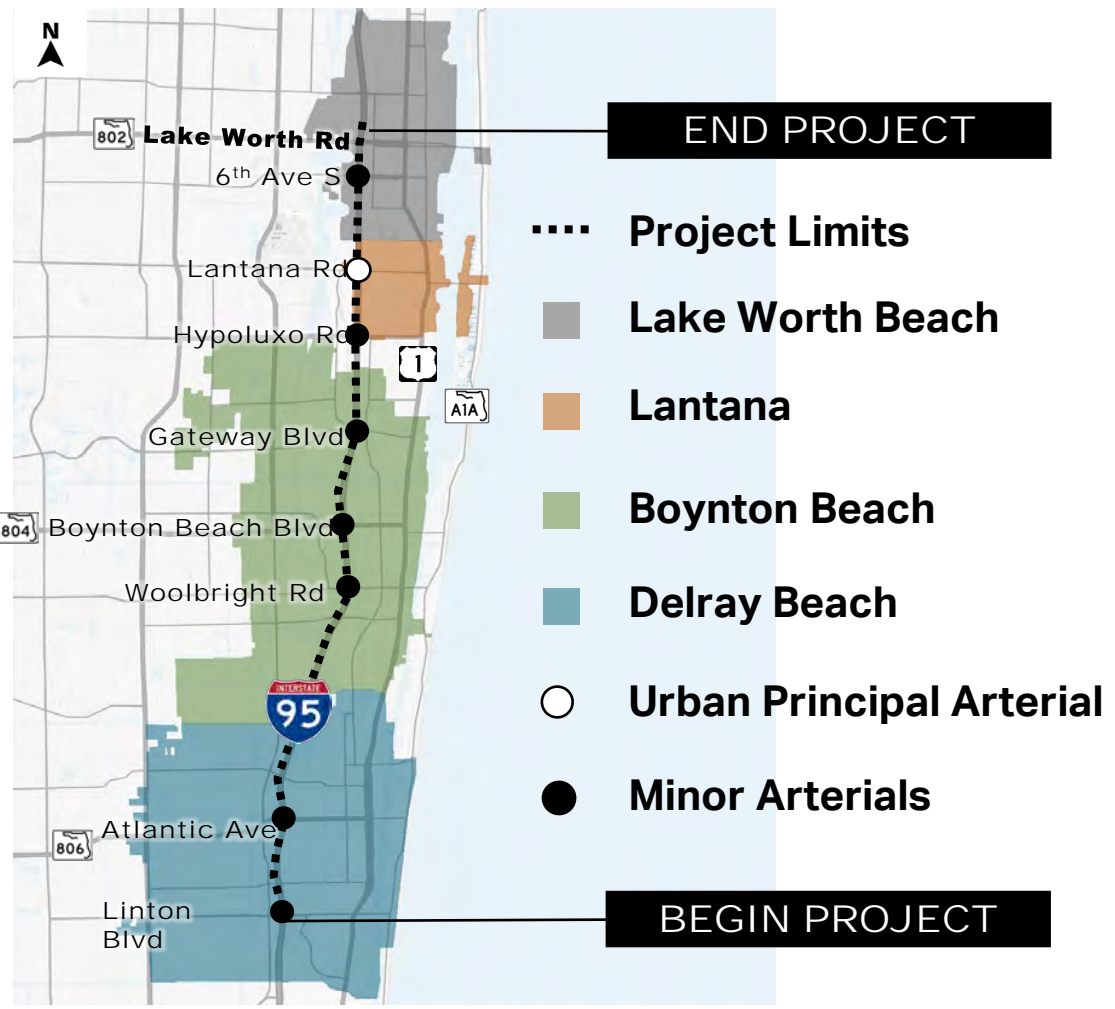 N
802 Lake Worth Rd
END PROJECT
6th Ave S
Project Limits
Lantana Rd
Lake Worth Beach
Hypoluxo Rd
1
A1A
Lantana
Gateway Blvd
Boynton Beach
804 Boynton Beach Blvd
Woolbright Rd
Delray Beach
INTERSTATE
95
Urban Principal Arterial
Minor Arterials
Atlantic Ave
806
Linton
Blvd
BEGIN PROJECT